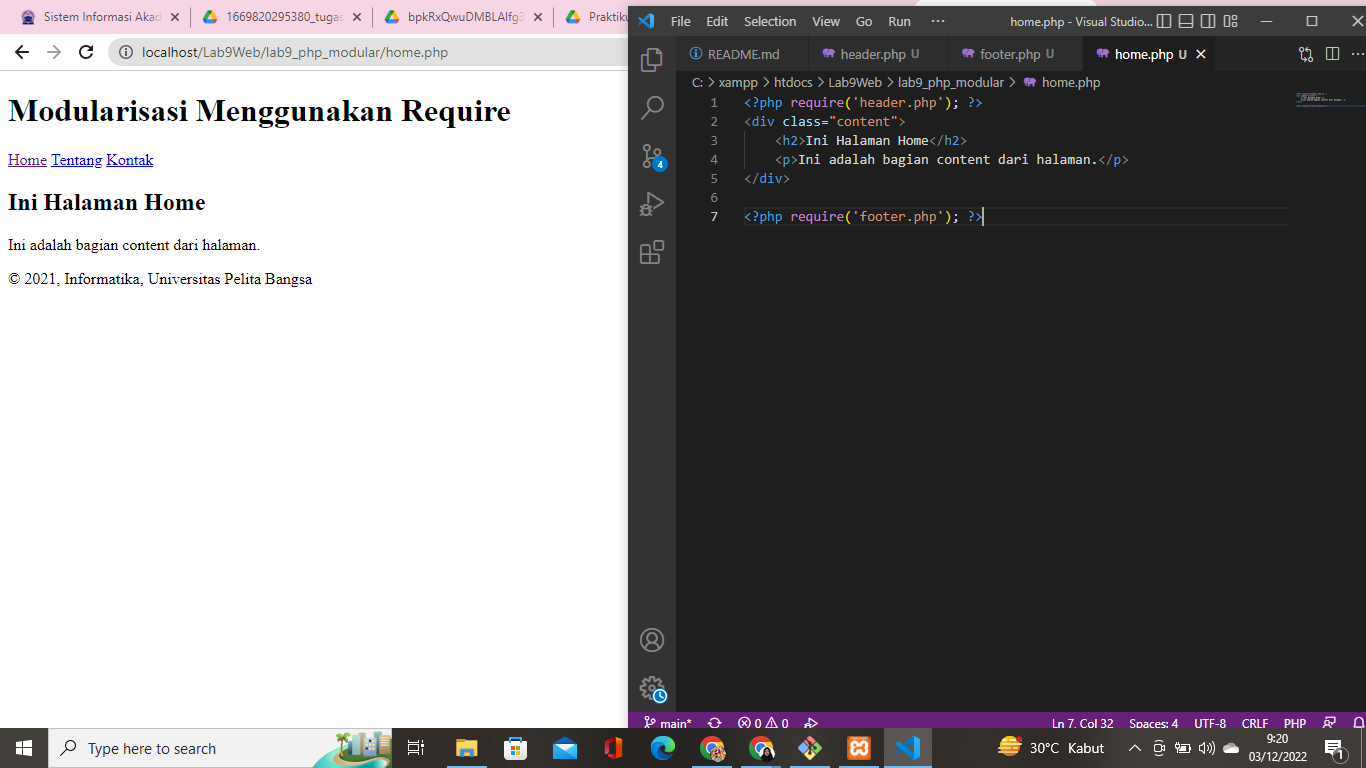 Sistem Informasi Akad
1669820295380_tugas
bpkRxQwuDMBLAlfg3
Praktiku
localhost/Lab9Web/lab9_php_modular/home.php
Modularisasi Menggunakan Require
Home Tentang Kontak
Ini Halaman Home
Ini adalah bagian content dari halaman.
© 2021, Informatika, Universitas Pelita Bangsa
File Edit Selection View Go Run ··· home.php - Visual Studio...
README.md header.php U footer.php U home.php U
C: > xampp > htdocs > Lab9Web > lab9_php_modular > home.php
1 <?php require('header.php'); ?>
2 <div class="content">
3 <h2>Ini Halaman Home</h2>
4 <p>Ini adalah bagian content dari halaman.</p>
5 </div>
6
7 <?php require('footer.php'); ?>
4
main* 0 0 Ln 7, Col 32 Spaces: 4 UTF-8 CRLF PHP
Type here to search
30°C Kabut
9:20
03/12/2022
1